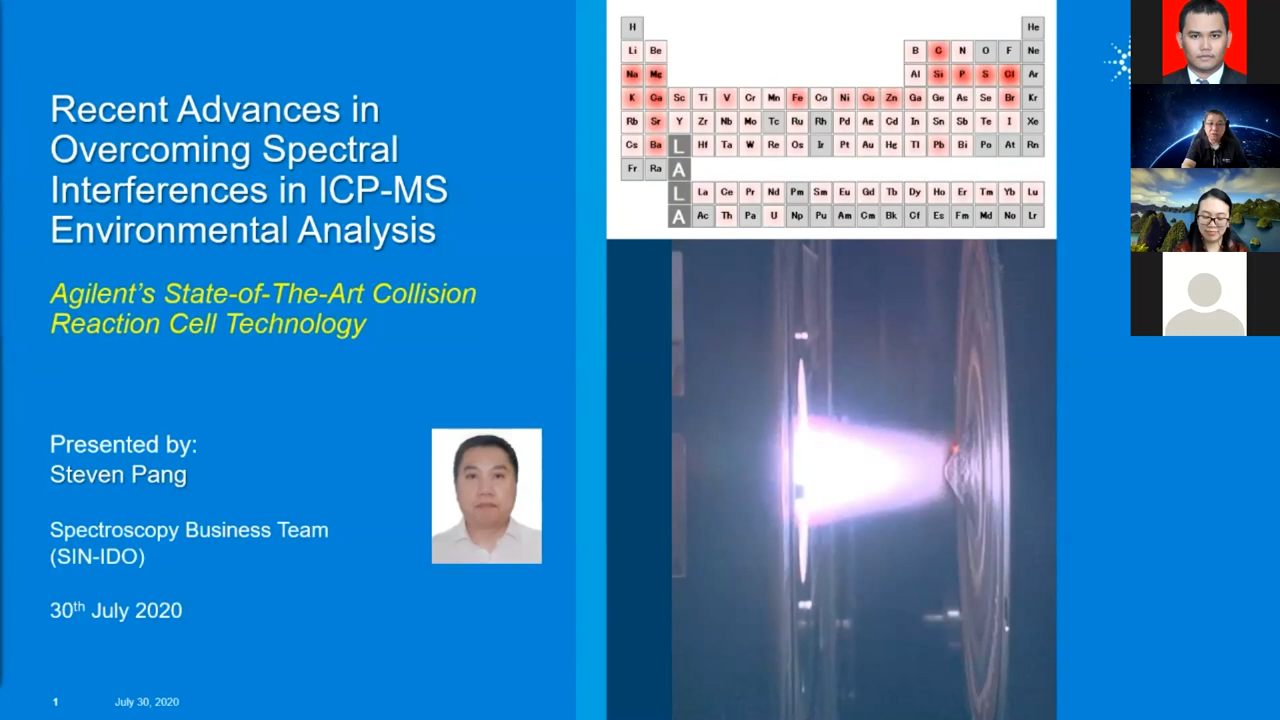 Recent Advances in
Overcoming Spectral
Interferences in ICP-MS
Environmental Analysis
Agilent's State-of-The-Art Collision
Reaction Cell Technology
Presented by:
Steven Pang
Spectroscopy Business Team
(SIN-IDO)
30th July 2020
1 July 30, 2020
H He
Li Be B C N O F Ne
Na Mg Al Si P S Cl Ar
K Ca Sc Ti V Cr Mn Fe Co Ni Cu Zn Ga Ge As Se Br Kr
Rb Sr Y Zr Nb Mo Tc Ru Rh Pd Ag Cd In Sn Sb Te I Xe
Cs Ba L Hf Ta W Re Os Ir Pt Au Hg Tl Pb Bi Po At Rn
Fr Ra A
L La Ce Pr Nd Pm Sm Eu Gd Tb Dy Ho Er Tm Yb Lu
A Ac Th Pa U Np Pu Am Cm Bk Cf Es Fm Md No Lr